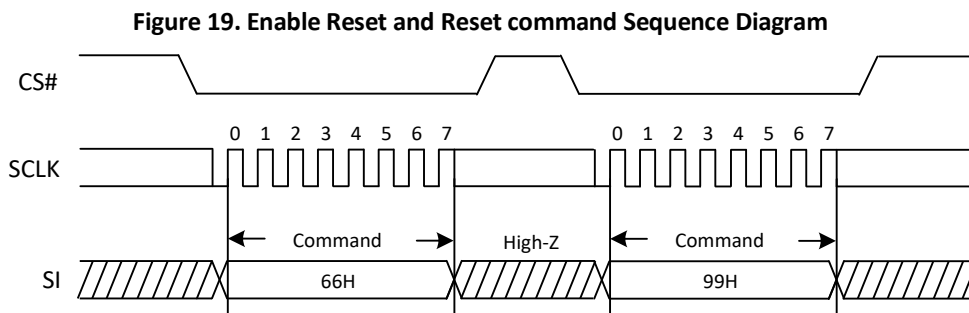 Figure 19. Enable Reset and Reset command Sequence Diagram
CS#
0 1 2 3 4 5 6 7 0 1 2 3 4 5 6 7
SCLK
Command High-Z Command
SI 66H 99H